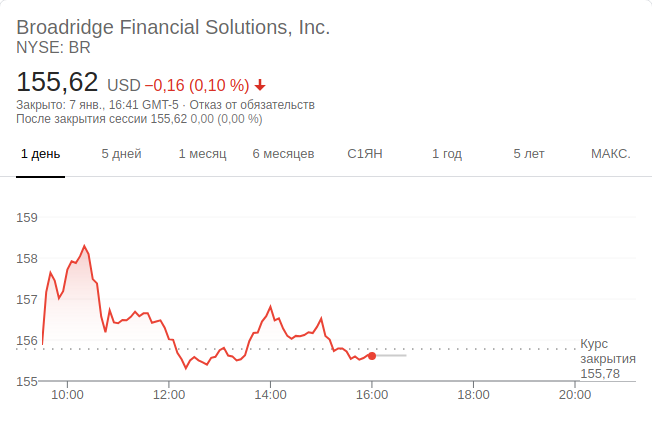 Broadridge Financial Solutions, Inc.
NYSE: BR
155,62 USD −0,16 (0,10 %)
Закрыто: 7 янв., 16:41 GMT-5 · Отказ от обязательств
После закрытия сессии 155,62 0,00 (0,00 %)
1 день 5 дней 1 месяц 6 месяцев С1ЯН 1 год 5 лет МАКС.
159
158
157
156
155
Курс
закрытия
155,78
10:00 12:00 14:00 16:00 18:00 20:00